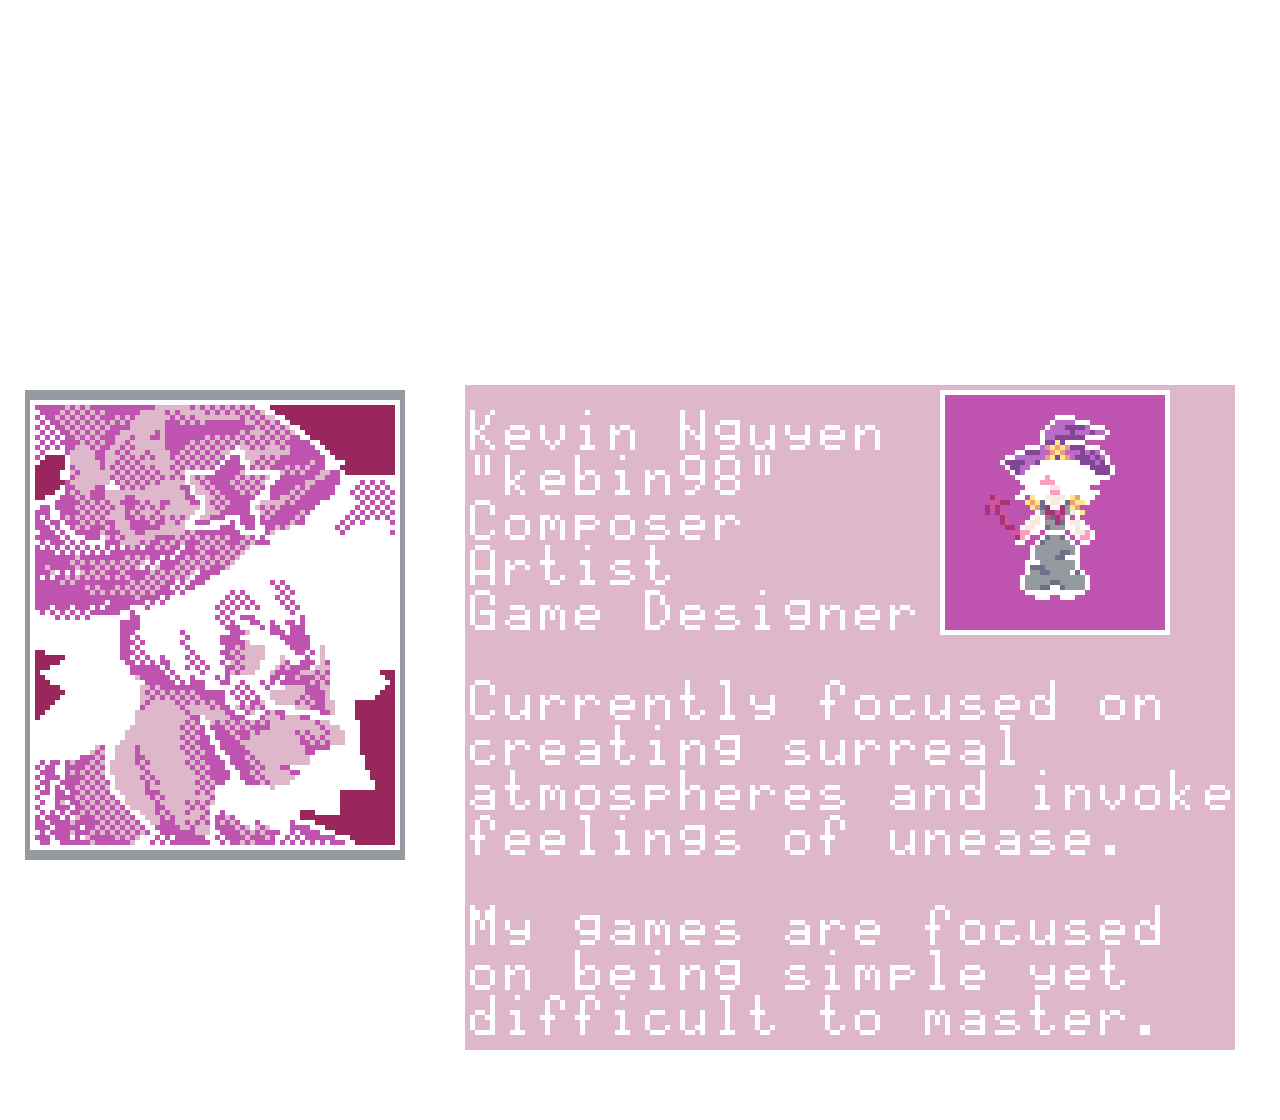 Kevin Nguyen
"kebin98"
Composer
Artist
Game Designer
Currently focused on
creating surreal
atmospheres and invoke
feelings of unease.
My games are focused
on being simple yet
difficult to master.